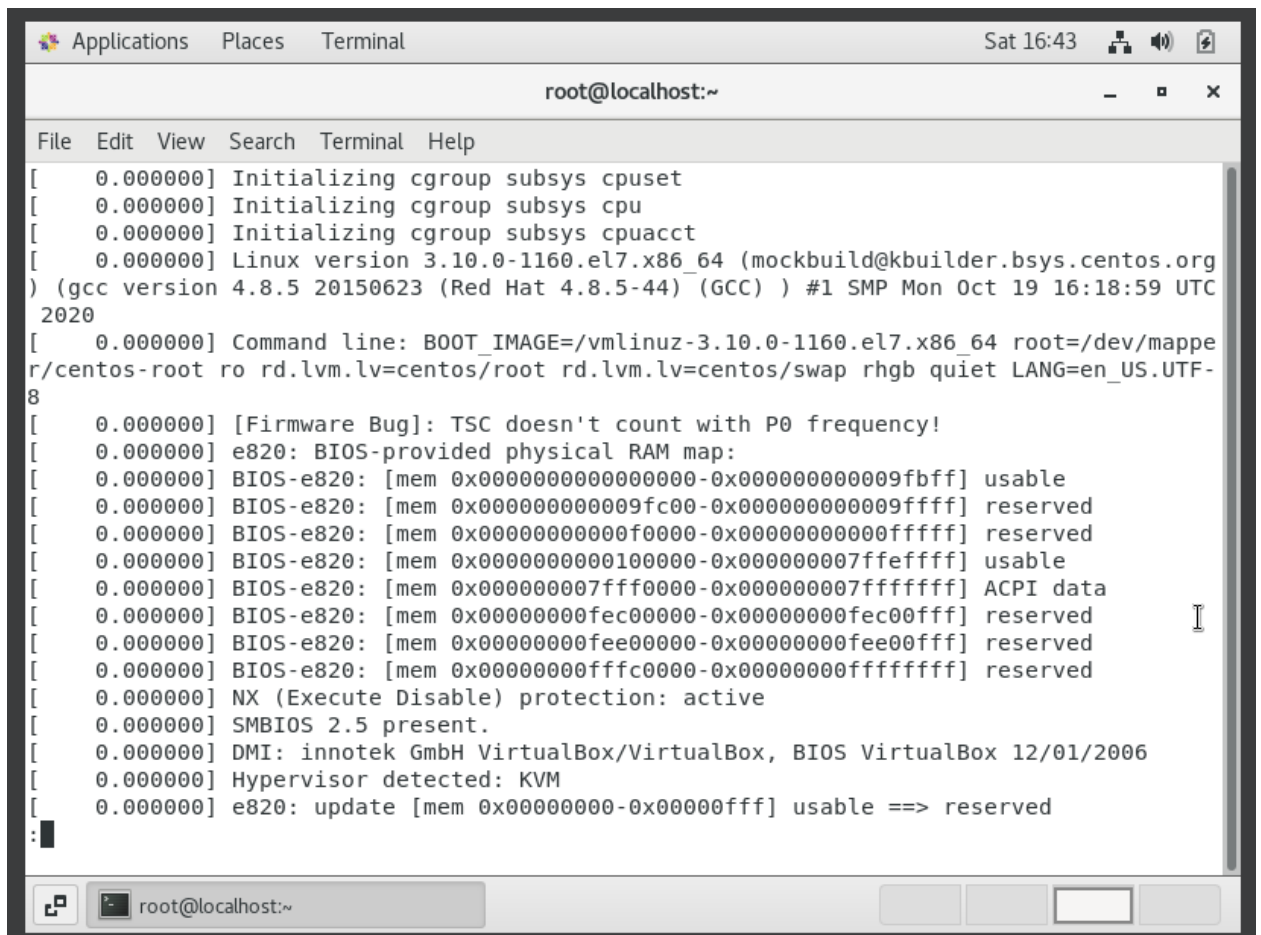 Applications Places Terminal Sat 16:43
root@localhost:~
File Edit View Search Terminal Help
[    0.000000] Initializing cgroup subsys cpuset
[    0.000000] Initializing cgroup subsys cpu
[    0.000000] Initializing cgroup subsys cpuacct
[    0.000000] Linux version 3.10.0-1160.el7.x86_64 (mockbuild@kbuilder.bsys.centos.org
) (gcc version 4.8.5 20150623 (Red Hat 4.8.5-44) (GCC) ) #1 SMP Mon Oct 19 16:18:59 UTC
 2020
[    0.000000] Command line: BOOT_IMAGE=/vmlinuz-3.10.0-1160.el7.x86_64 root=/dev/mappe
r/centos-root ro rd.lvm.lv=centos/root rd.lvm.lv=centos/swap rhgb quiet LANG=en_US.UTF-
8
[    0.000000] [Firmware Bug]: TSC doesn't count with P0 frequency!
[    0.000000] e820: BIOS-provided physical RAM map:
[    0.000000] BIOS-e820: [mem 0x0000000000000000-0x000000000009fbff] usable
[    0.000000] BIOS-e820: [mem 0x000000000009fc00-0x000000000009ffff] reserved
[    0.000000] BIOS-e820: [mem 0x00000000000f0000-0x00000000000fffff] reserved
[    0.000000] BIOS-e820: [mem 0x0000000000100000-0x000000007ffeffff] usable
[    0.000000] BIOS-e820: [mem 0x000000007fff0000-0x000000007fffffff] ACPI data
[    0.000000] BIOS-e820: [mem 0x00000000fec00000-0x00000000fec00fff] reserved
[    0.000000] BIOS-e820: [mem 0x00000000fee00000-0x00000000fee00fff] reserved
[    0.000000] BIOS-e820: [mem 0x00000000fffc0000-0x00000000ffffffff] reserved
[    0.000000] NX (Execute Disable) protection: active
[    0.000000] SMBIOS 2.5 present.
[    0.000000] DMI: innotek GmbH VirtualBox/VirtualBox, BIOS VirtualBox 12/01/2006
[    0.000000] Hypervisor detected: KVM
[    0.000000] e820: update [mem 0x00000000-0x00000fff] usable ==> reserved
:
root@localhost:~